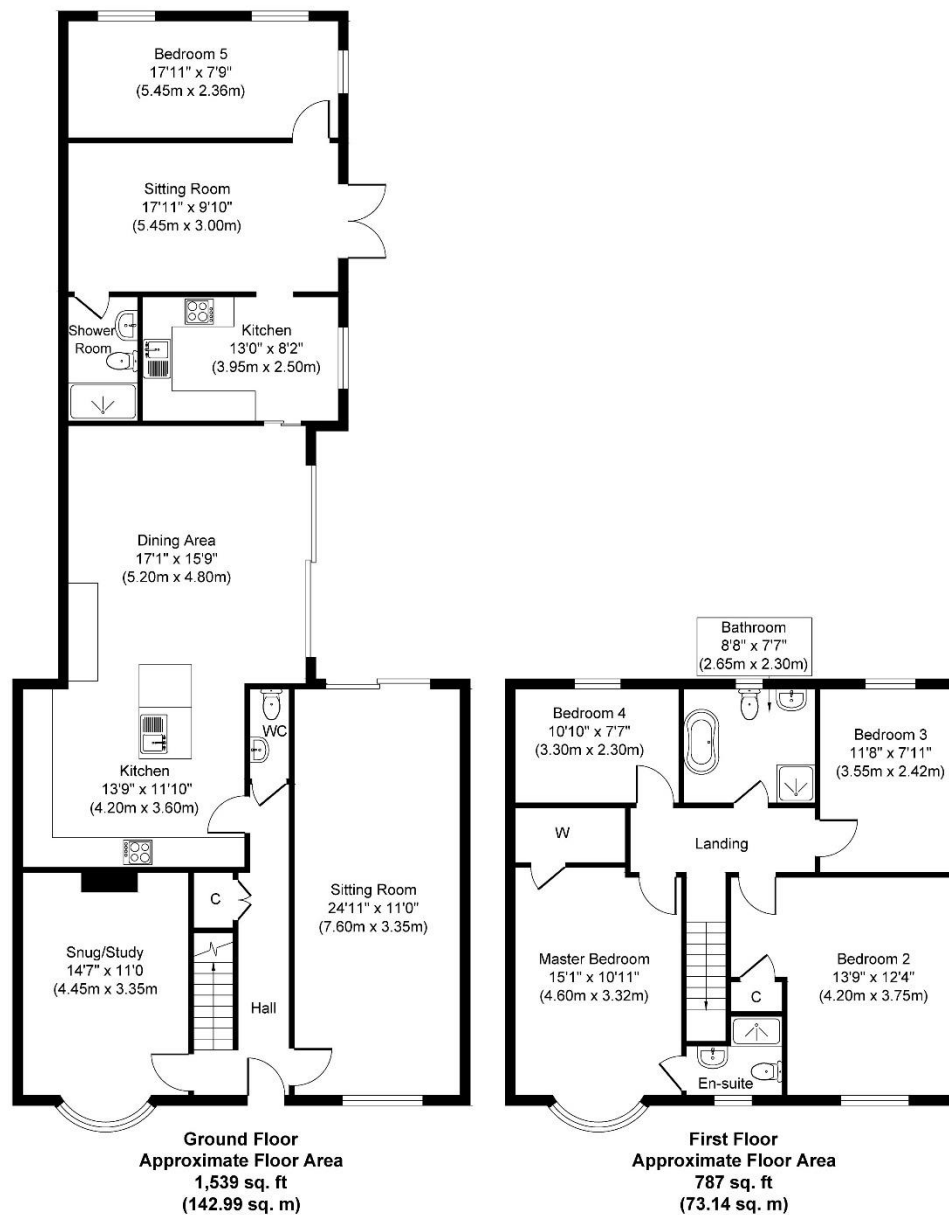 Bedroom 5
17'11" x 7'9"
(5.45m x 2.36m)
Sitting Room
17'11" x 9'10"
(5.45m x 3.00m)
Shower
Room
Kitchen
13'0" x 8'2"
(3.95m x 2.50m)
Dining Area
17'1" x 15'9"
(5.20m x 4.80m)
WC
Kitchen
13'9" x 11'10"
(4.20m x 3.60m)
C
Snug/Study
14'7" x 11'0
(4.45m x 3.35m
Hall
Sitting Room
24'11" x 11'0"
(7.60m x 3.35m)
Ground Floor
Approximate Floor Area
1,539 sq. ft
(142.99 sq. m)
Bathroom
8'8" x 7'7"
(2.65m x 2.30m)
Bedroom 4
10'10" x 7'7"
(3.30m x 2.30m)
Bedroom 3
11'8" x 7'11"
(3.55m x 2.42m)
W
Landing
Master Bedroom
15'1" x 10'11"
(4.60m x 3.32m)
Bedroom 2
13'9" x 12'4"
(4.20m x 3.75m)
C
En-suite
First Floor
Approximate Floor Area
787 sq. ft
(73.14 sq. m)